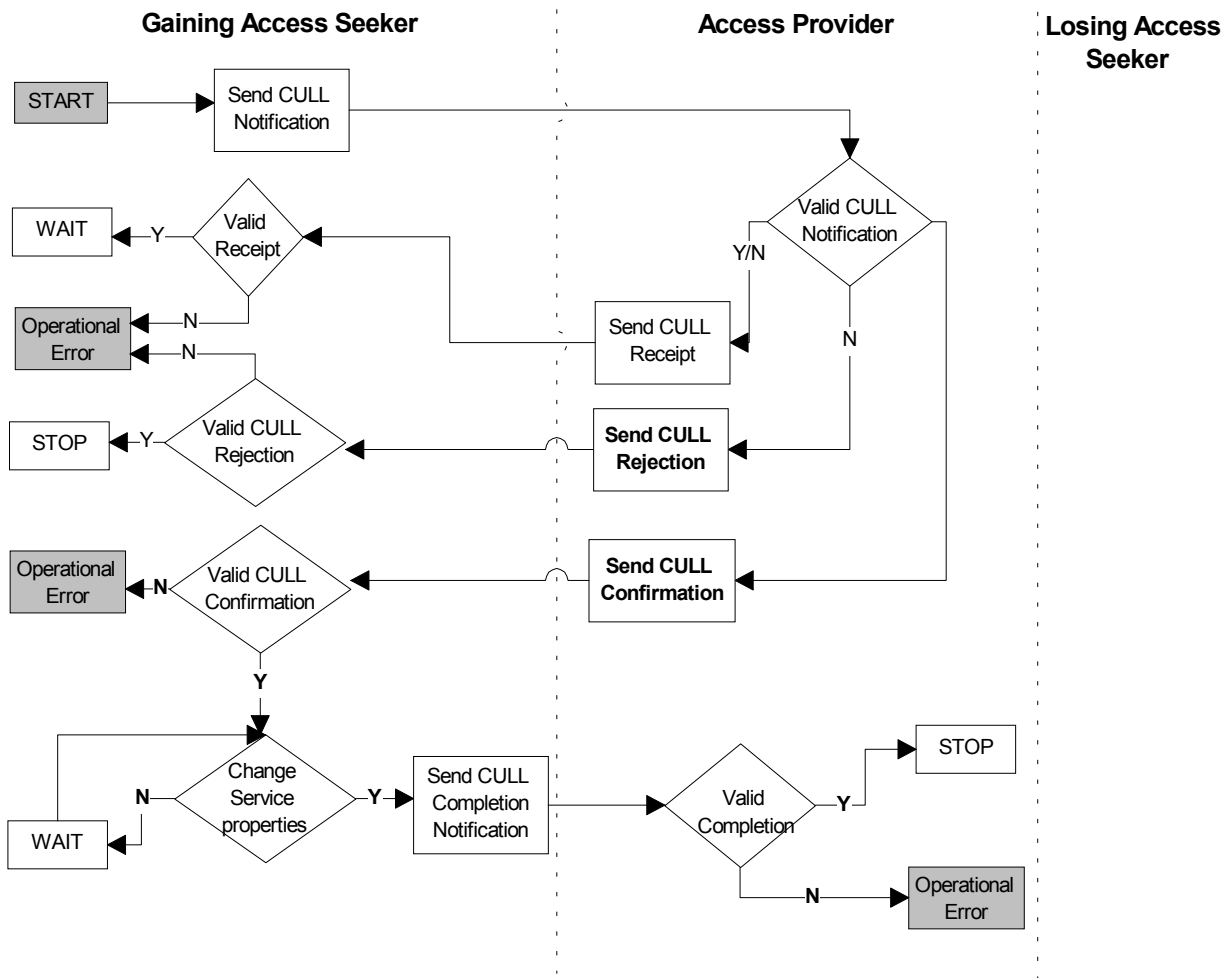 Gaining Access Seeker
Access Provider
Losing Access
Seeker
START
Send CULL
Notification
Valid CULL
Notification
WAIT
Y
Valid
Receipt
Y/N
Operational
Error
N
N
Send CULL
Receipt
N
STOP
Y
Valid CULL
Rejection
Send CULL
Rejection
Operational
Error
N
Valid CULL
Confirmation
Send CULL
Confirmation
Y
WAIT
N
Change
Service
properties
Y
Send CULL
Completion
Notification
Valid
Completion
Y
STOP
N
Operational
Error